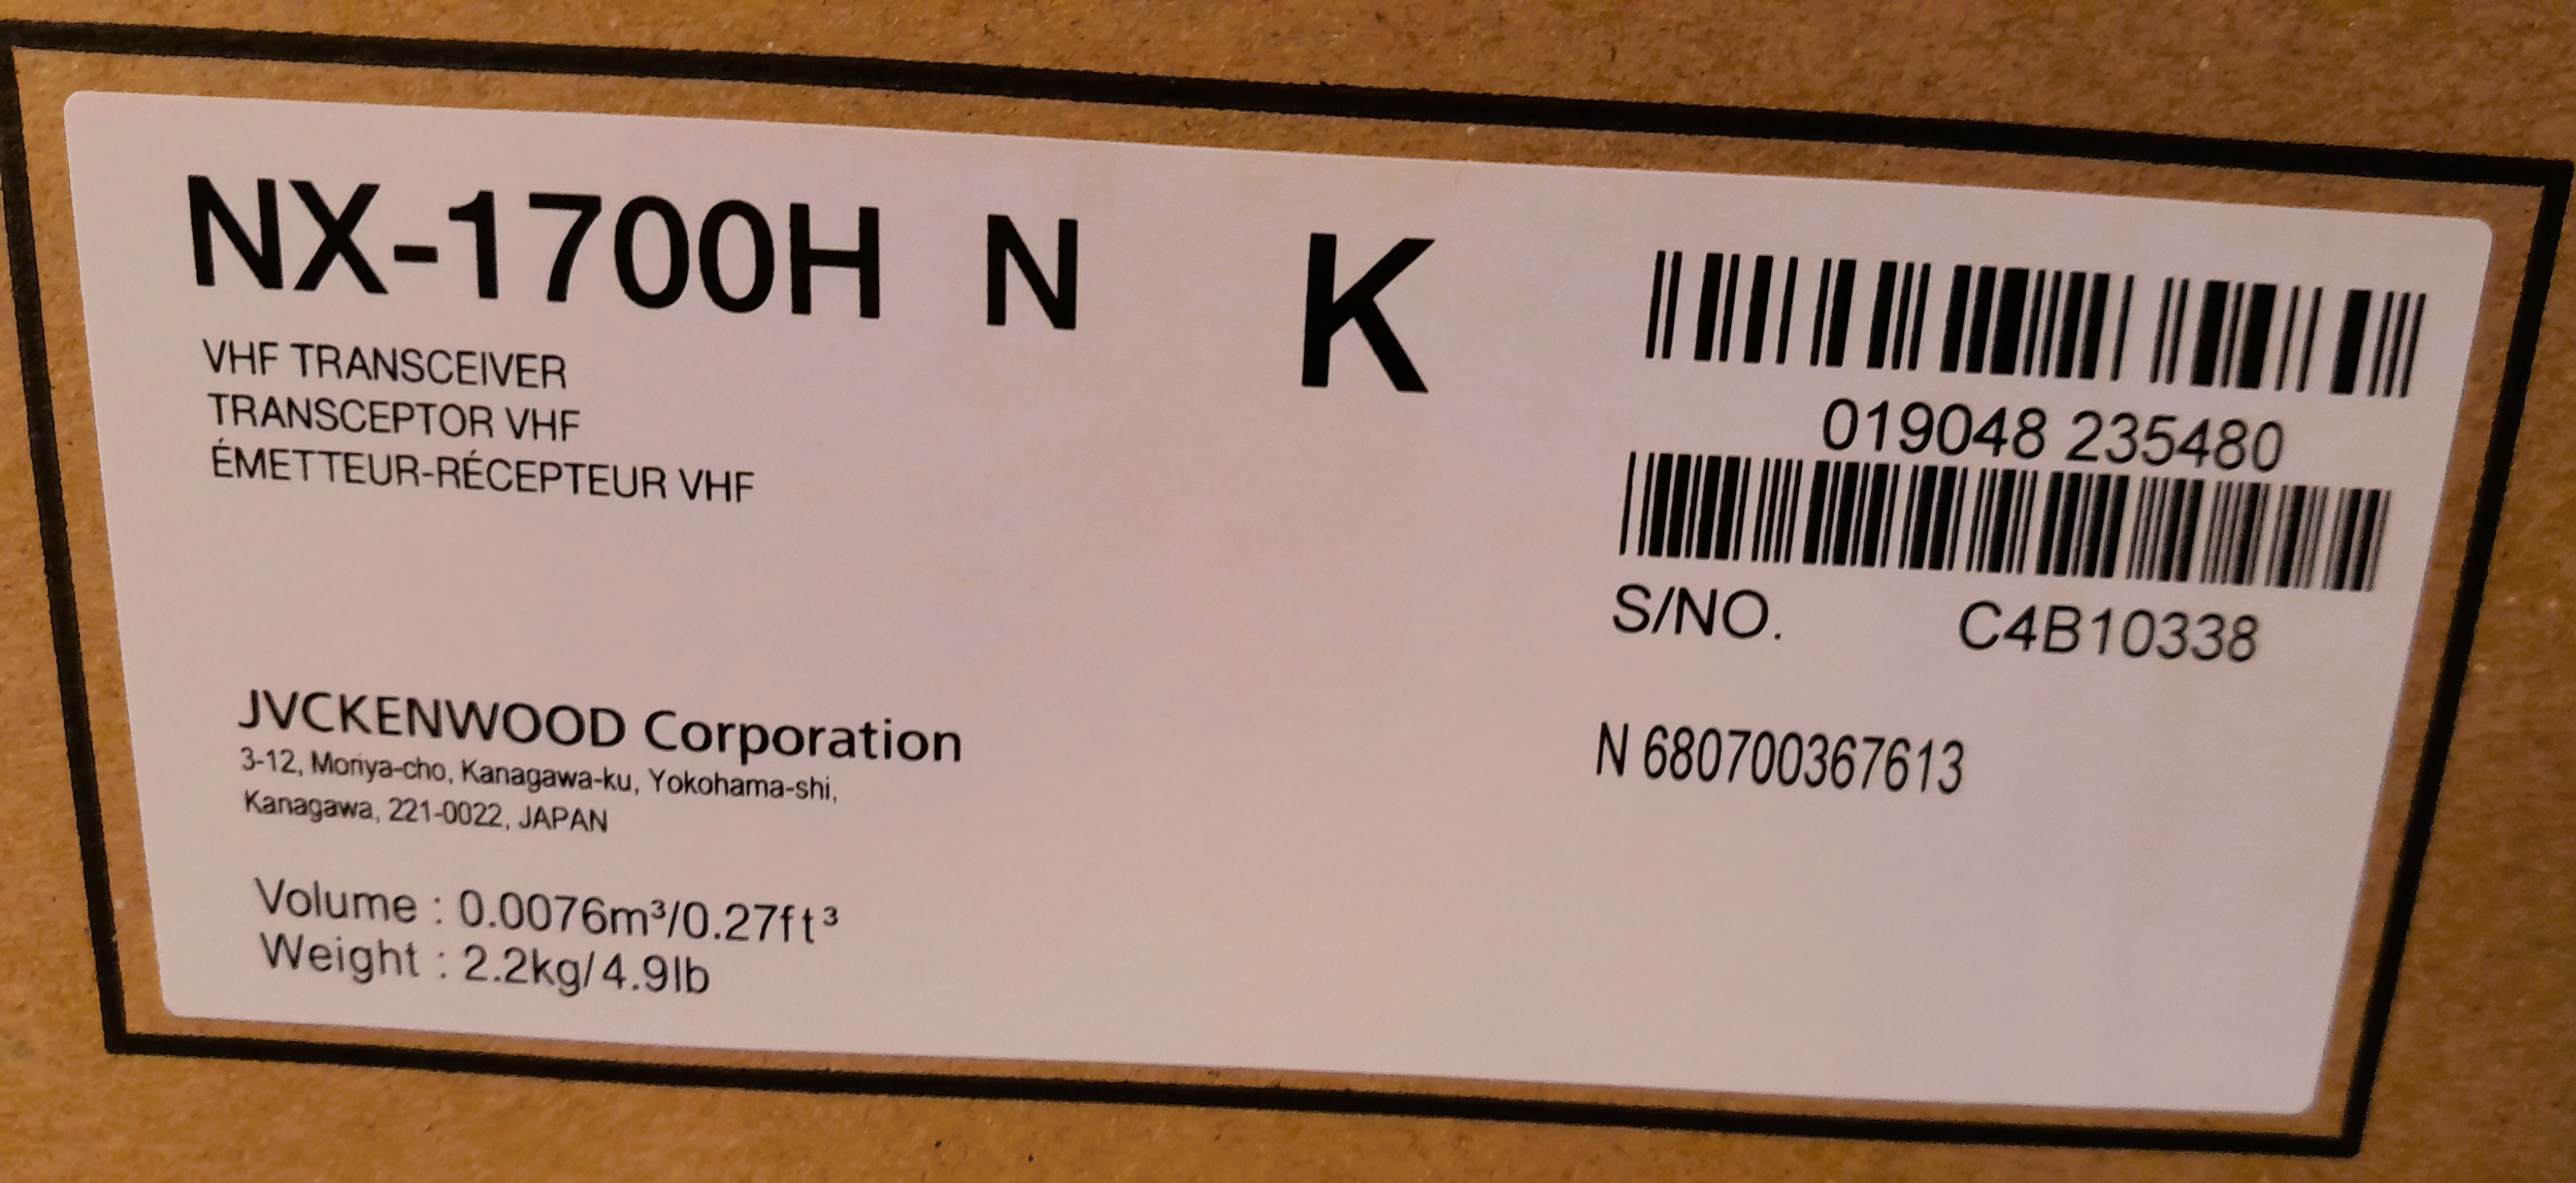 NX-1700H N K
VHF TRANSCEIVER
TRANSCEPTOR VHF
ÉMETTEUR-RÉCEPTEUR VHF
019048 235480
S/NO. C4B10338
N 680700367613
JVCKENWOOD Corporation
3-12, Moriya-cho, Kanagawa-ku, Yokohama-shi,
Kanagawa, 221-0022, JAPAN
Volume : 0.0076m³/0.27ft³
Weight : 2.2kg/4.9lb